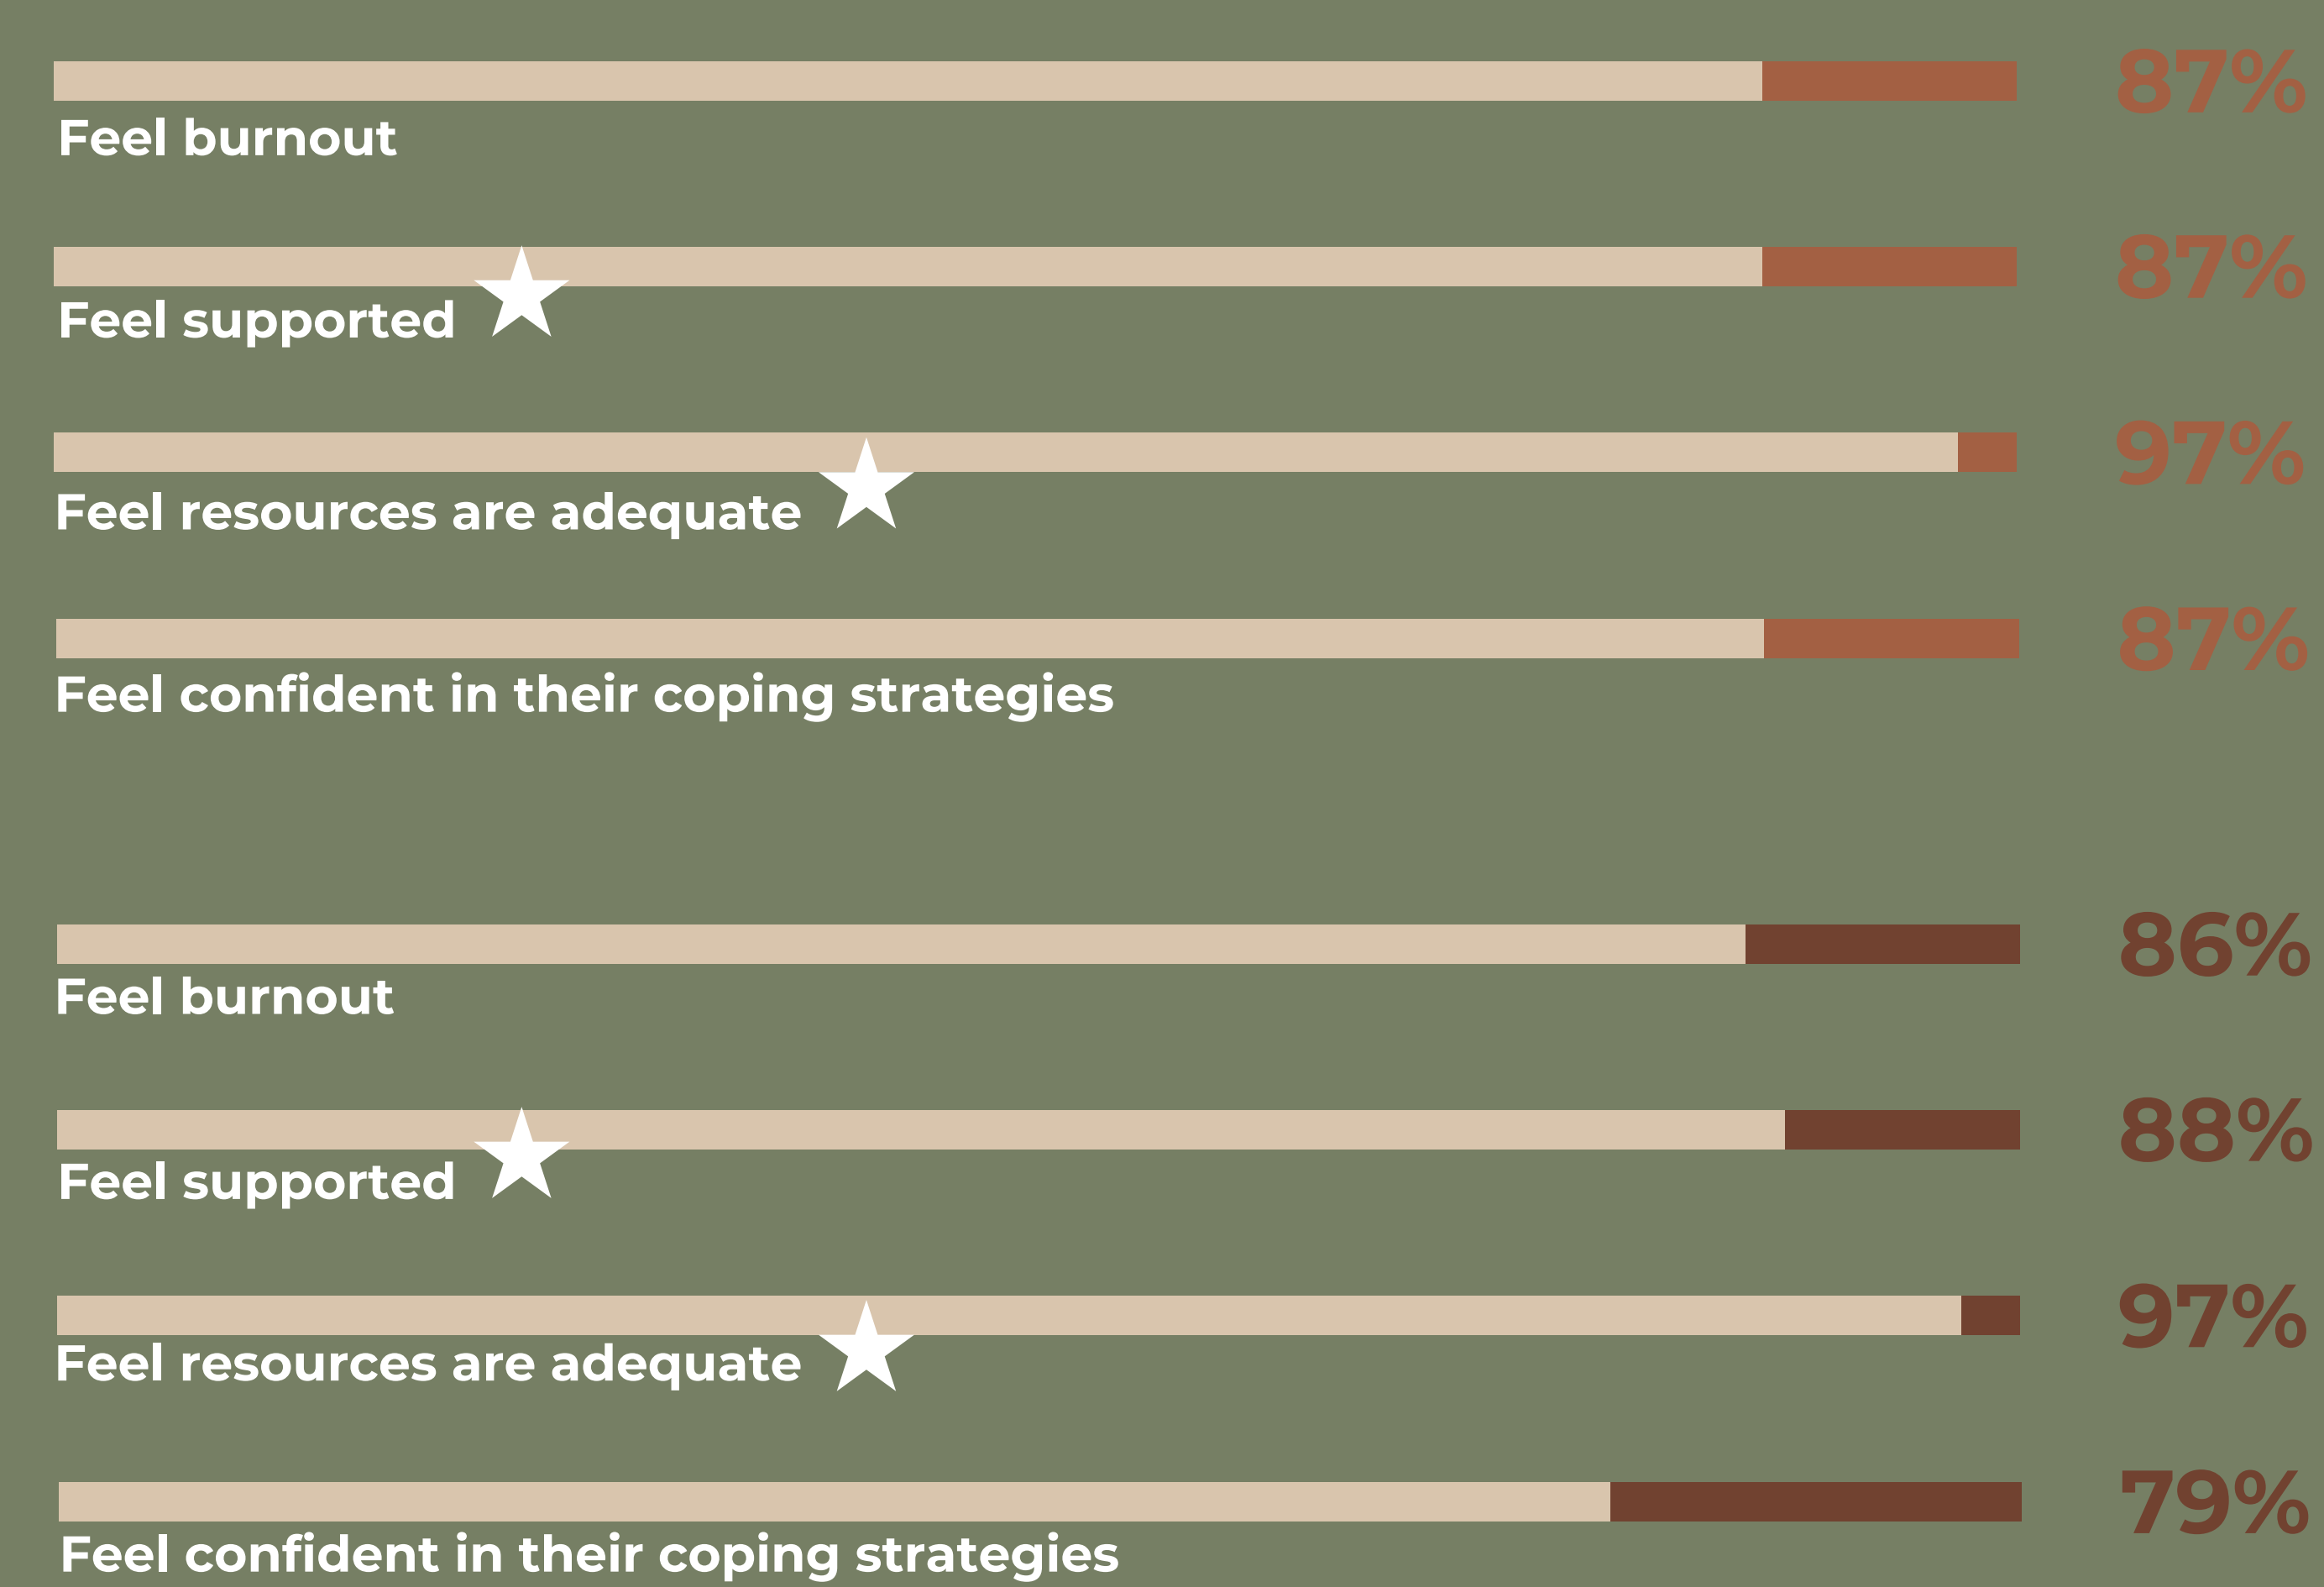 87%
Feel burnout
87%
Feel supported
97%
Feel resources are adequate
87%
Feel confident in their coping strategies
86%
Feel burnout
88%
Feel supported
97%
Feel resources are adequate
79%
Feel confident in their coping strategies